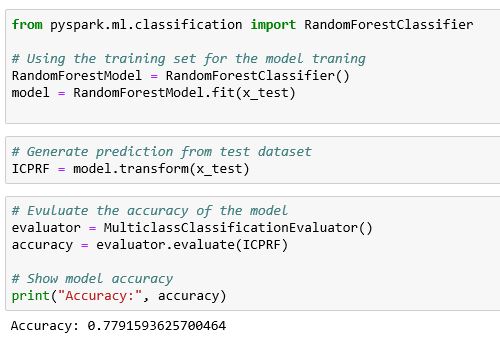 from pyspark.ml.classification import RandomForestClassifier
# Using the training set for the model traning
RandomForestModel = RandomForestClassifier()
model = RandomForestModel.fit(x_test)
# Generate prediction from test dataset
ICPRF = model.transform(x_test)
# Evuluate the accuracy of the model
evaluator = MulticlassClassificationEvaluator()
accuracy = evaluator.evaluate(ICPRF)
# Show model accuracy
print("Accuracy:", accuracy)
Accuracy: 0.7791593625700464